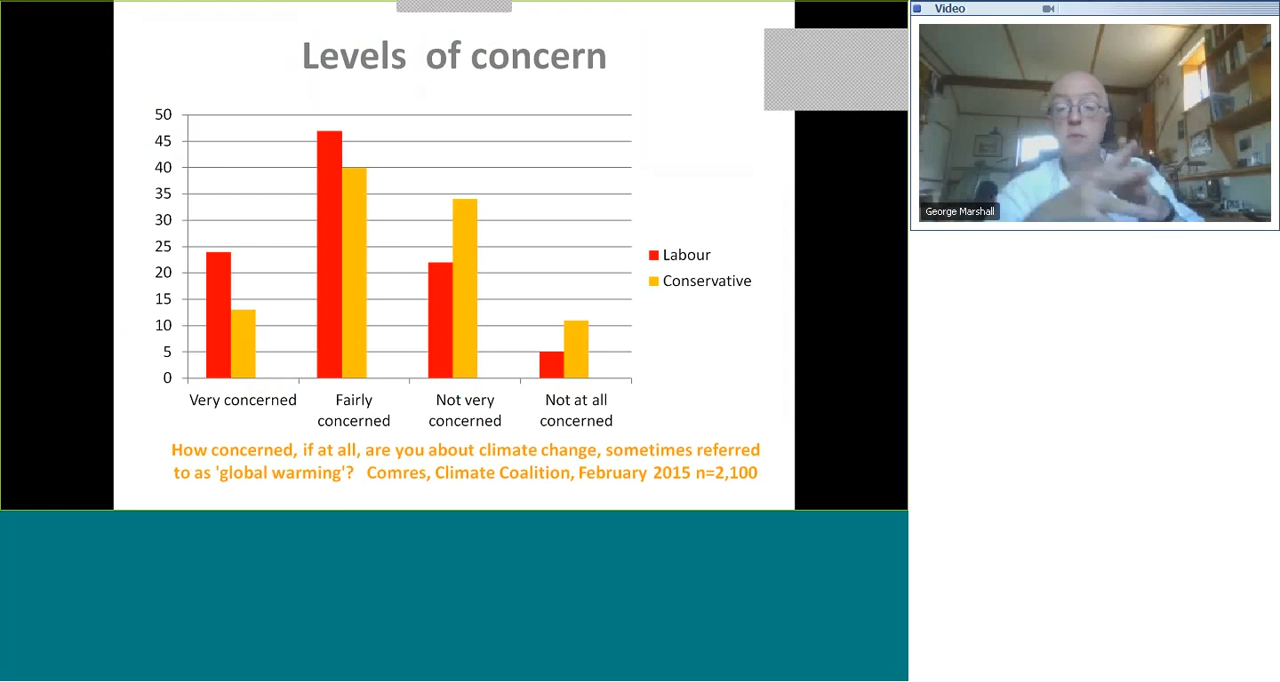 Levels of concern
50
45
40
35
30
25
20
15
10
5
0
Very concerned
Fairly
concerned
Not very
concerned
Not at all
concerned
Labour
Conservative
How concerned, if at all, are you about climate change, sometimes referred
to as 'global warming'? Comres, Climate Coalition, February 2015 n=2,100
Video
George Marshall